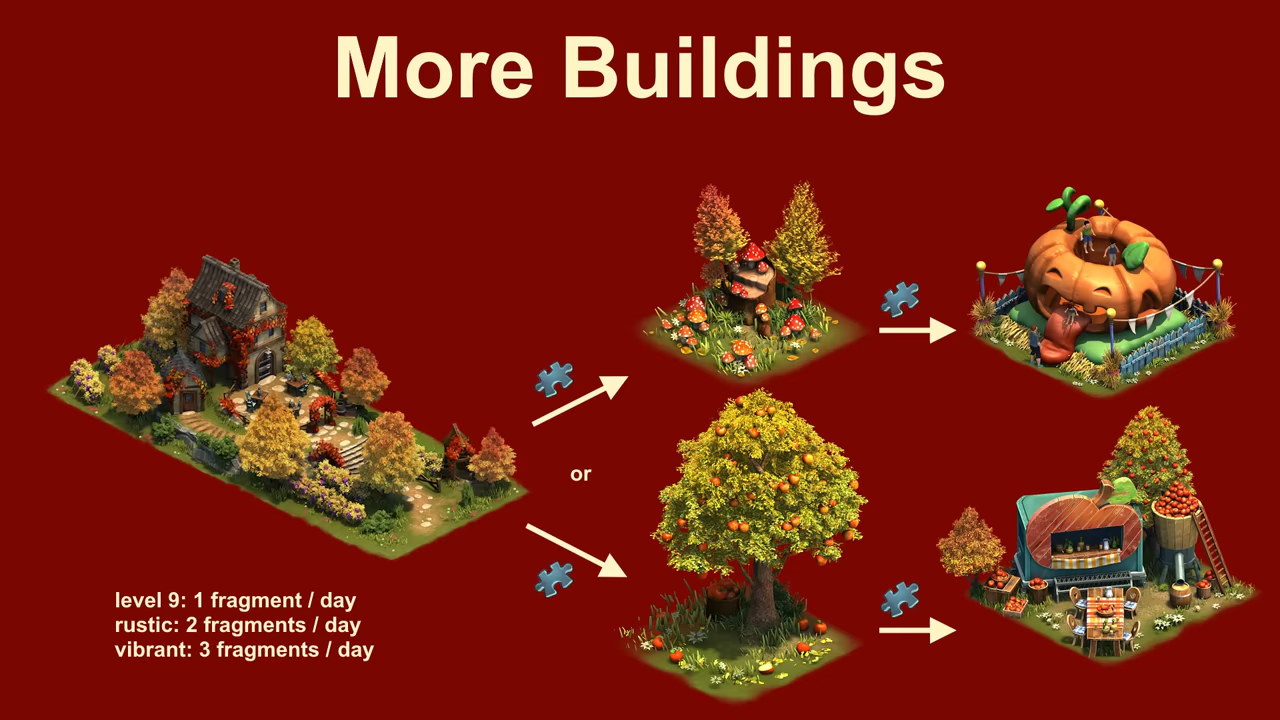 More Buildings
or
level 9: 1 fragment / day
rustic: 2 fragments / day
vibrant: 3 fragments / day